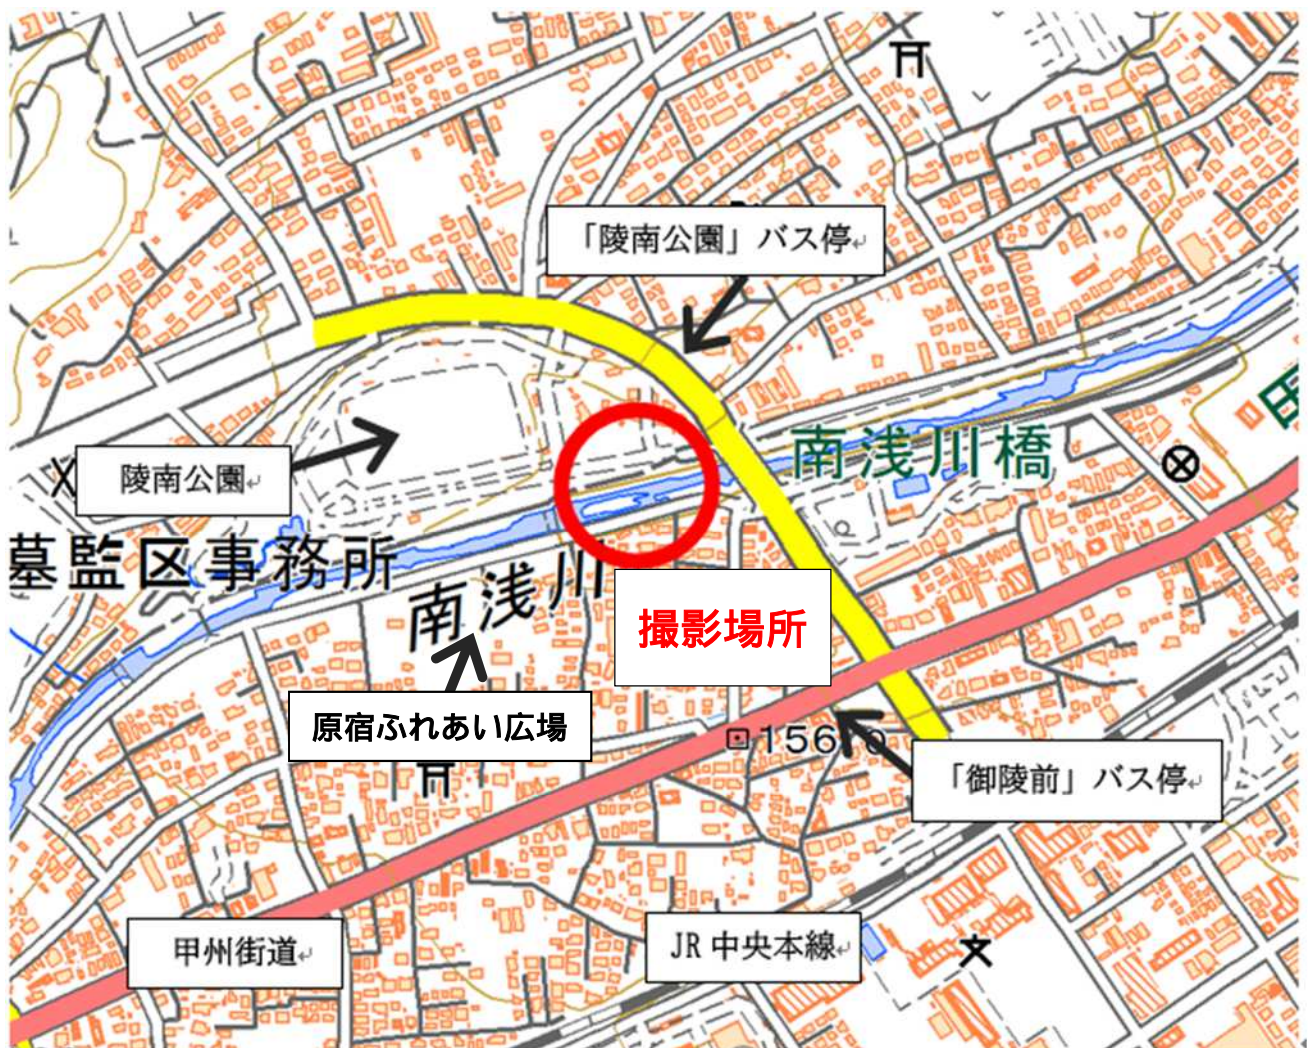 「陵南公園」バス停
南浅川橋
陵南公園
墓監区事務所
南浅川
撮影場所
原宿ふれあい広場
156
「御陵前」バス停
甲州街道
JR 中央本線